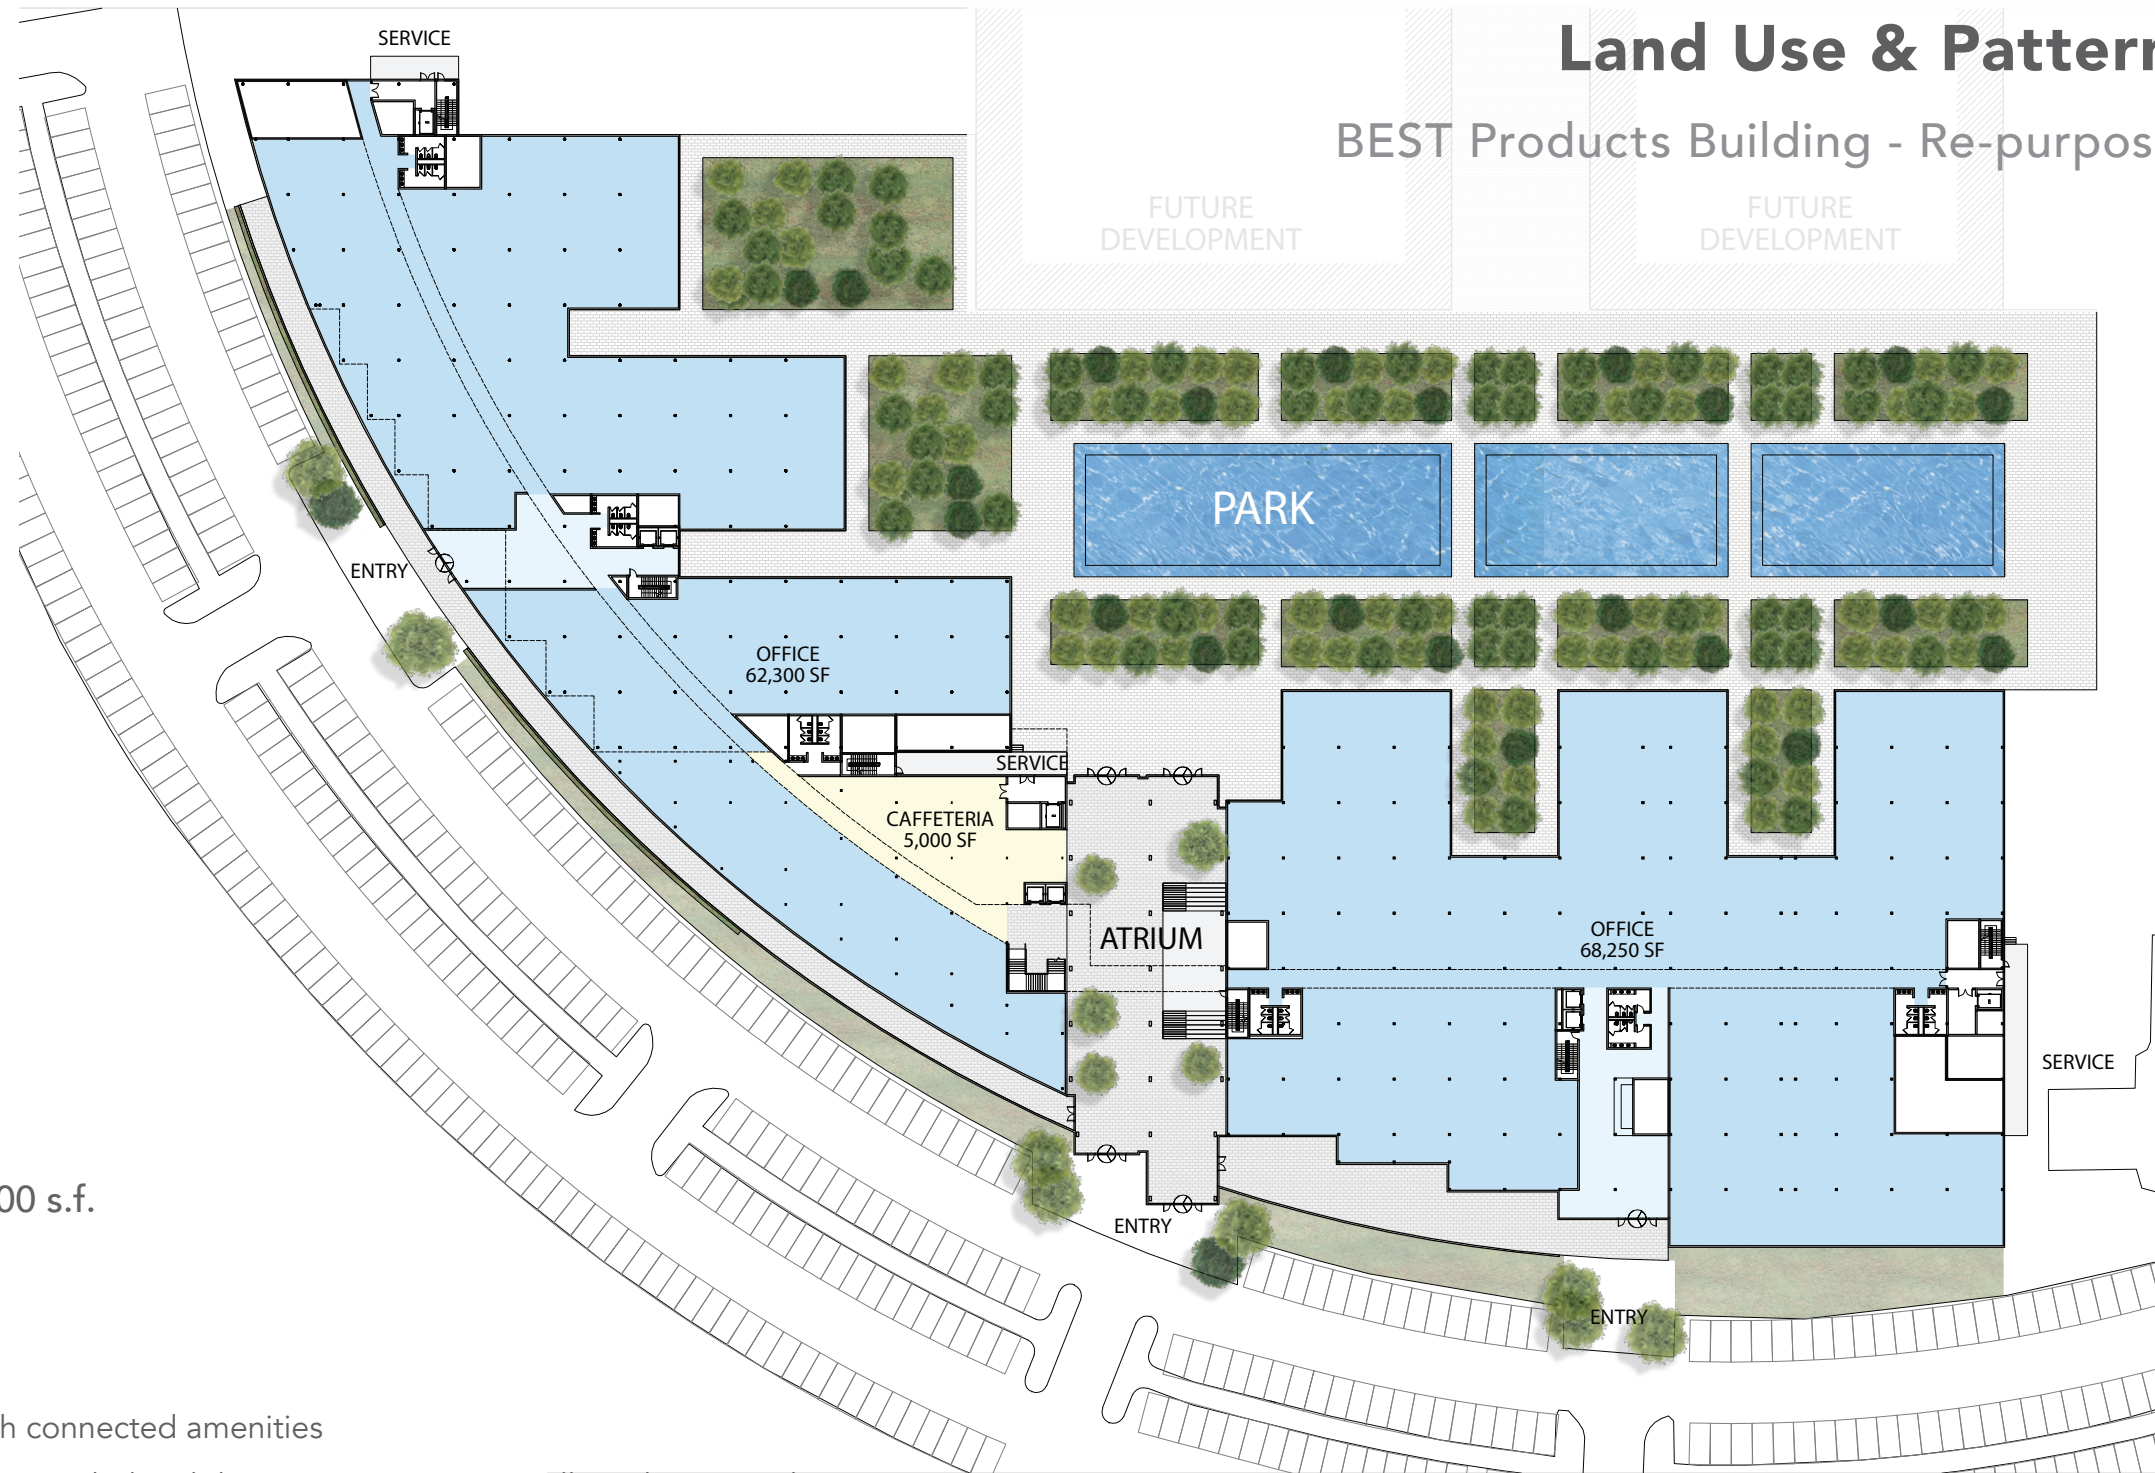 Land Use & Pattern
BEST Products Building - Re-purpos
SERVICE
FUTURE
DEVELOPMENT
FUTURE
DEVELOPMENT
PARK
ENTRY
OFFICE
62,300 SF
SERVICE
CAFFETERIA
5,000 SF
ATRIUM
OFFICE
68,250 SF
SERVICE
00 s.f.
ENTRY
ENTRY
h connected amenities